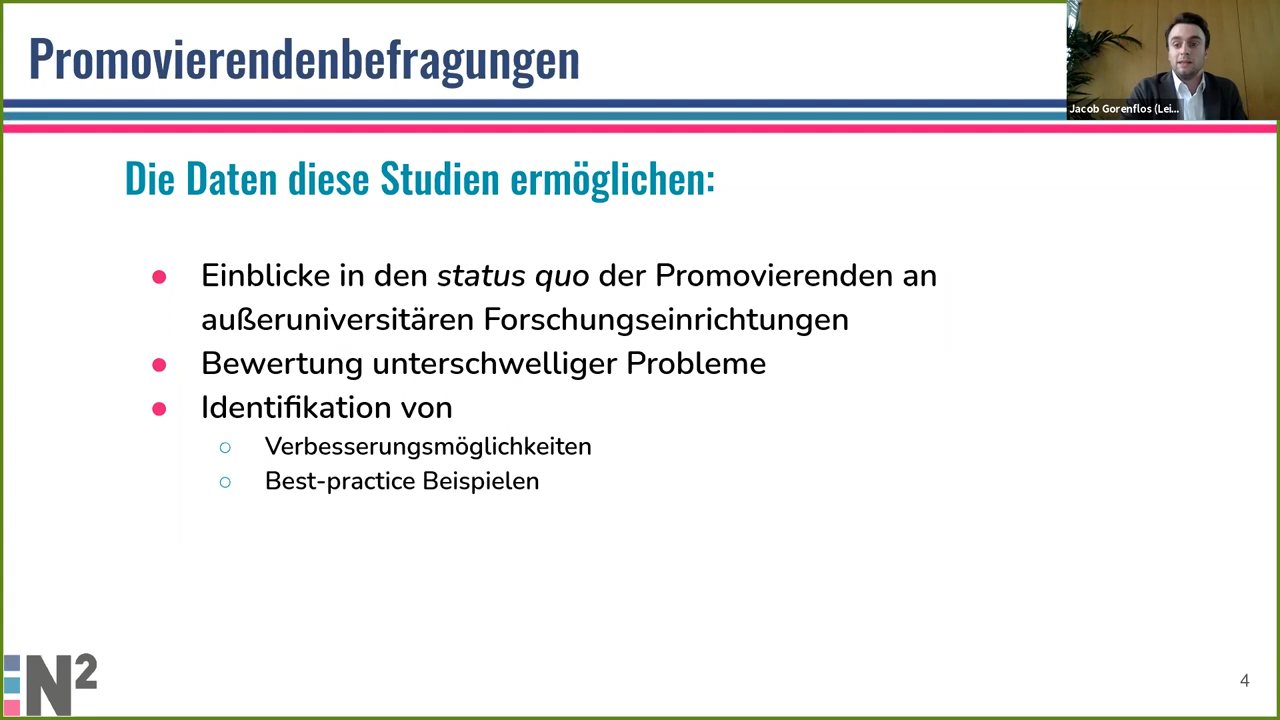 Promovierendenbefragungen
Jacob Gorenflos (Lei...
Die Daten diese Studien ermöglichen:
● Einblicke in den status quo der Promovierenden an
außeruniversitären Forschungseinrichtungen
● Bewertung unterschwelliger Probleme
● Identifikation von
○ Verbesserungsmöglichkeiten
○ Best-practice Beispielen
N²
4